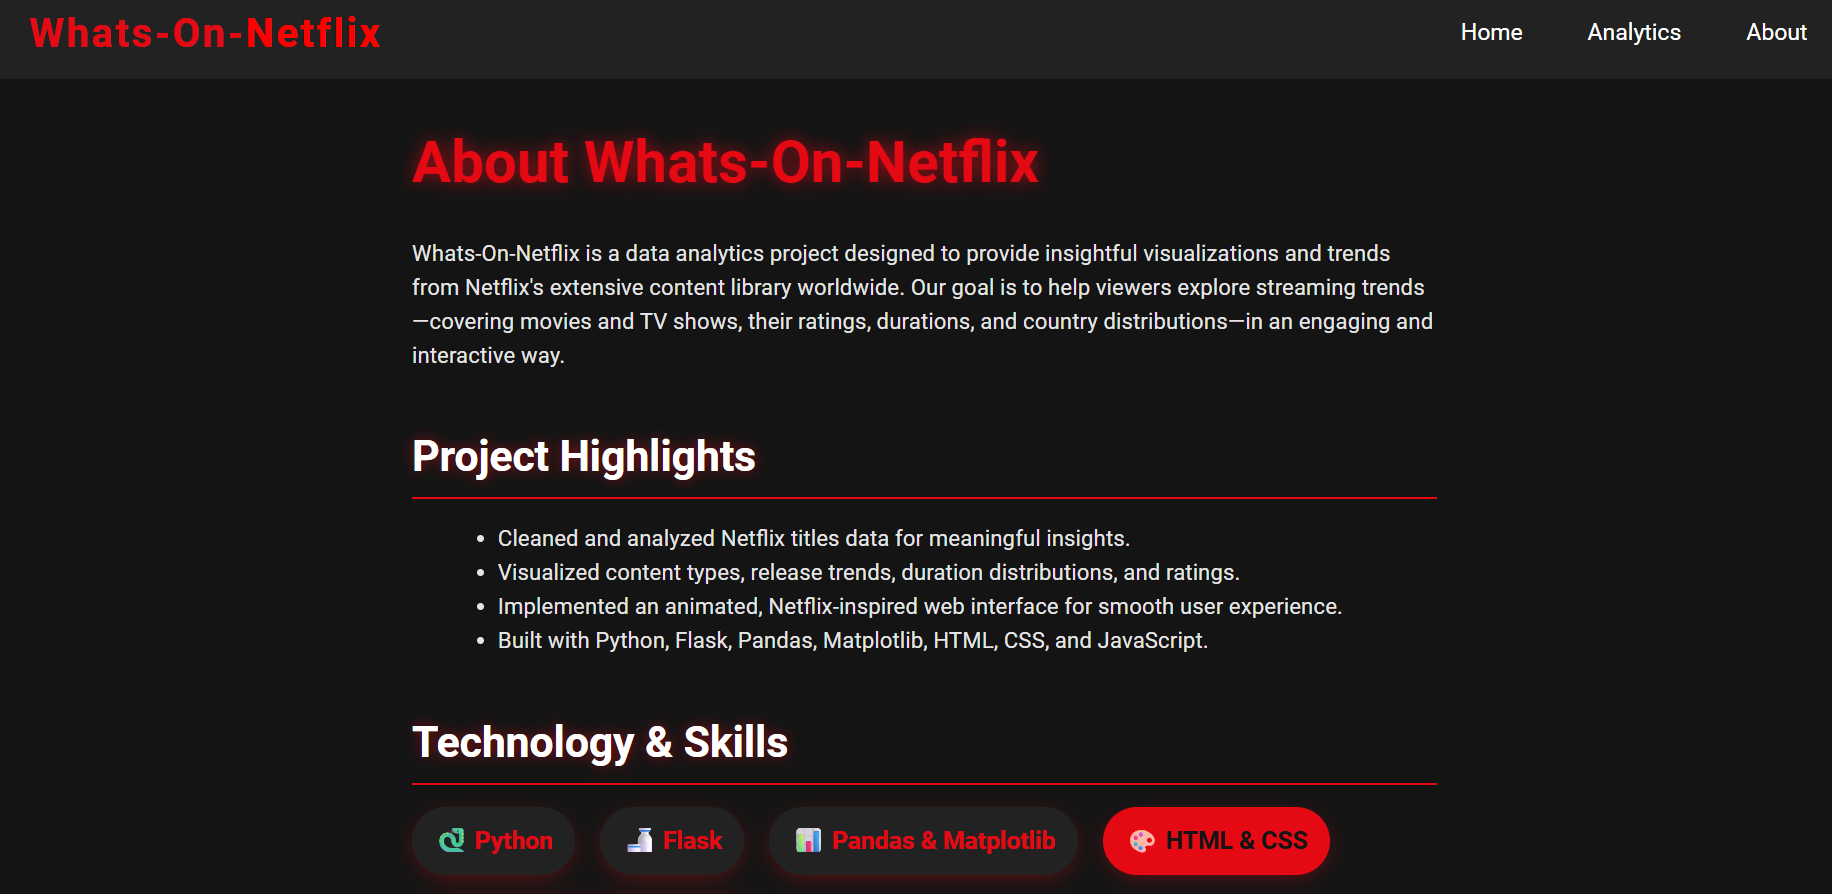 Whats-On-Netflix
Home
Analytics
About
About Whats-On-Netflix
Whats-On-Netflix is a data analytics project designed to provide insightful visualizations and trends
from Netflix's extensive content library worldwide. Our goal is to help viewers explore streaming trends
—covering movies and TV shows, their ratings, durations, and country distributions—in an engaging and
interactive way.
Project Highlights
• Cleaned and analyzed Netflix titles data for meaningful insights.
• Visualized content types, release trends, duration distributions, and ratings.
• Implemented an animated, Netflix-inspired web interface for smooth user experience.
• Built with Python, Flask, Pandas, Matplotlib, HTML, CSS, and JavaScript.
Technology & Skills
Python
Flask
Pandas & Matplotlib
HTML & CSS